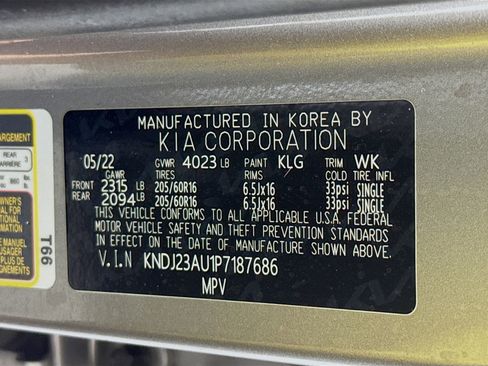 MANUFACTURED IN KOREA BY
KIA CORPORATION
05/22 GVWR 4023 LB PAINT KLG TRIM WK
GAWR TIRES RIMS COLD TIRE INFL
FRONT 2315 LB 205/60R16 6.5Jx16 33psi SINGLE
REAR 2094 LB 205/60R16 6.5Jx16 33psi SINGLE
THIS VEHICLE CONFORMS TO ALL APPLICABLE U.S.A. FEDERAL
MOTOR VEHICLE SAFETY AND THEFT PREVENTION STANDARDS
IN EFFECT ON THE DATE OF MANUFACTURE SHOWN ABOVE.
V.I.N KNDJ23AU1P7187686
MPV
REAR
ARRIÈRE 3
T66